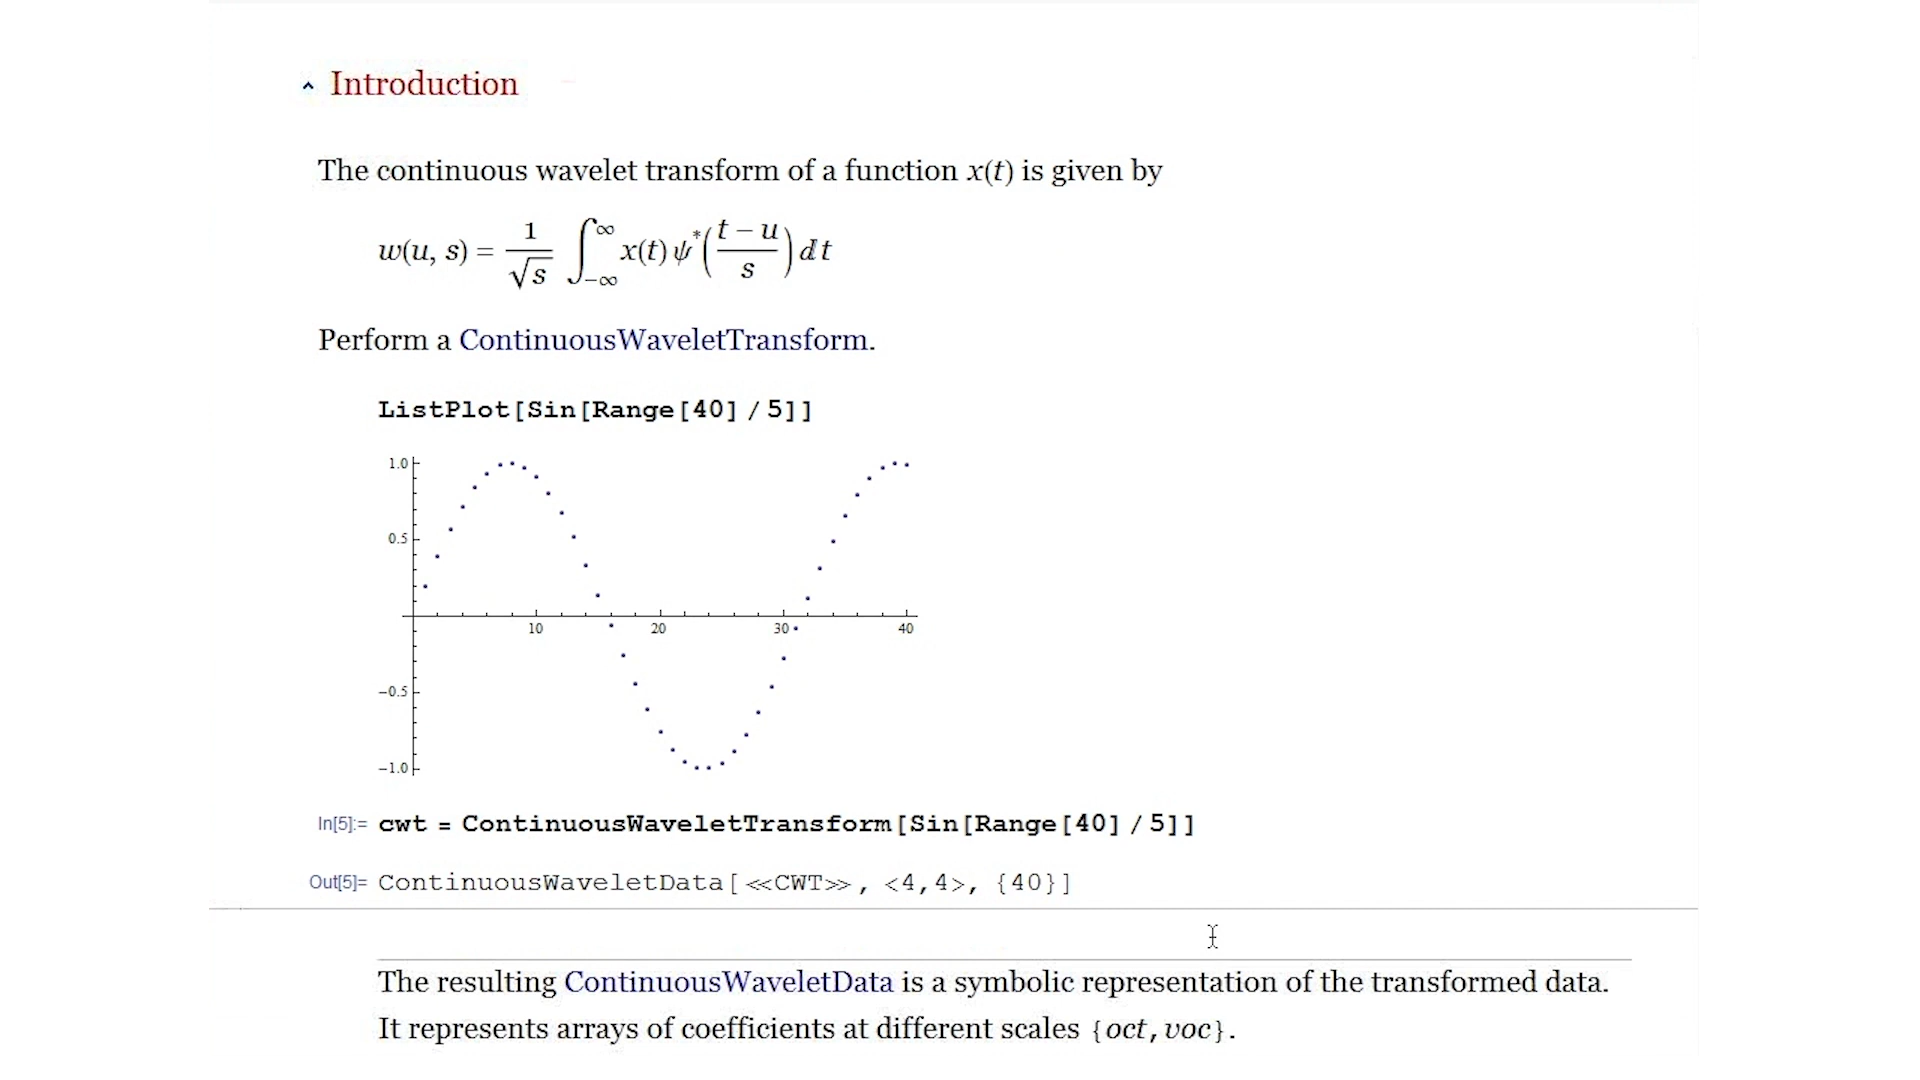 Introduction
The continuous wavelet transform of a function x(t) is given by
w(u, s) = 1/√s ∫_{-∞}^{∞} x(t) ψ*((t − u)/s) ⅆt
Perform a ContinuousWaveletTransform.
ListPlot[Sin[Range[40] / 5]]
1.0
0.5
10 20 30 40
−0.5
−1.0
In[5]:= cwt = ContinuousWaveletTransform[Sin[Range[40] / 5]]
Out[5]= ContinuousWaveletData[<<CWT>>, <4,4>, {40}]
The resulting ContinuousWaveletData is a symbolic representation of the transformed data.
It represents arrays of coefficients at different scales {oct, voc}.